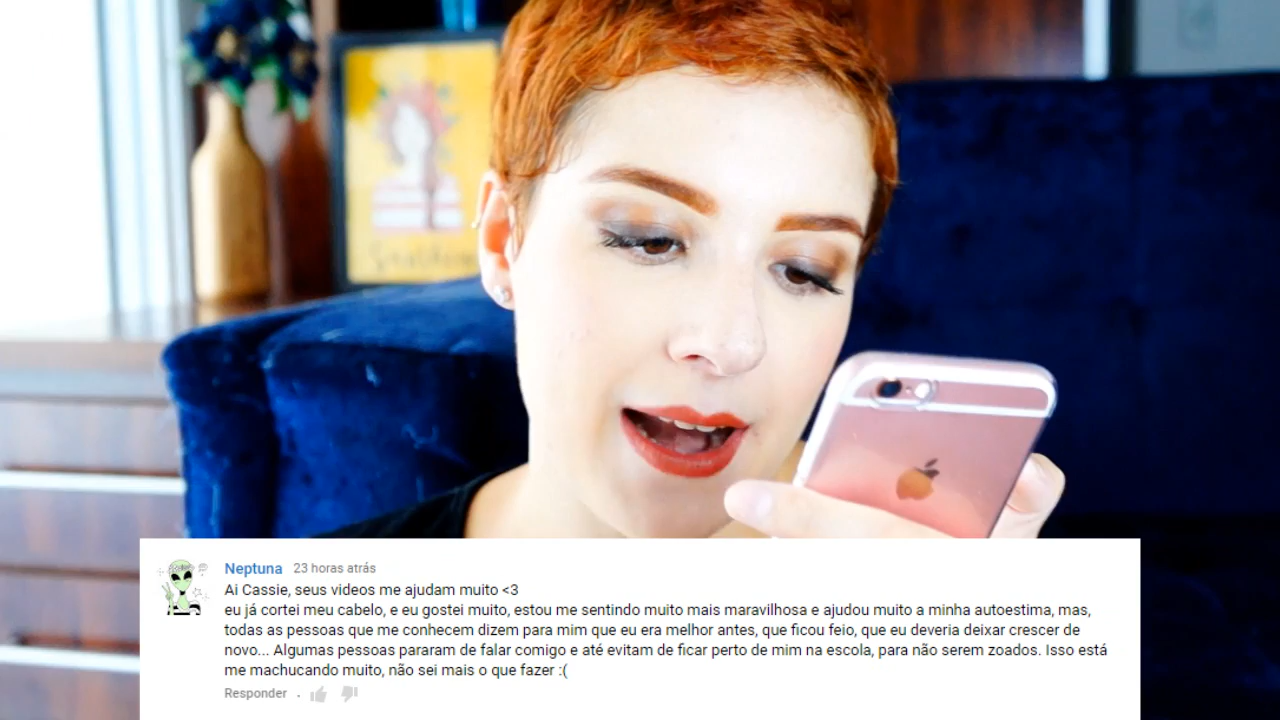 Neptuna 23 horas atrás
Ai Cassie, seus videos me ajudam muito <3
eu já cortei meu cabelo, e eu gostei muito, estou me sentindo muito mais maravilhosa e ajudou muito a minha autoestima, mas,
todas as pessoas que me conhecem dizem para mim que eu era melhor antes, que ficou feio, que eu deveria deixar crescer de
novo... Algumas pessoas pararam de falar comigo e até evitam de ficar perto de mim na escola, para não serem zoados. Isso está
me machucando muito, não sei mais o que fazer :(
Responder .